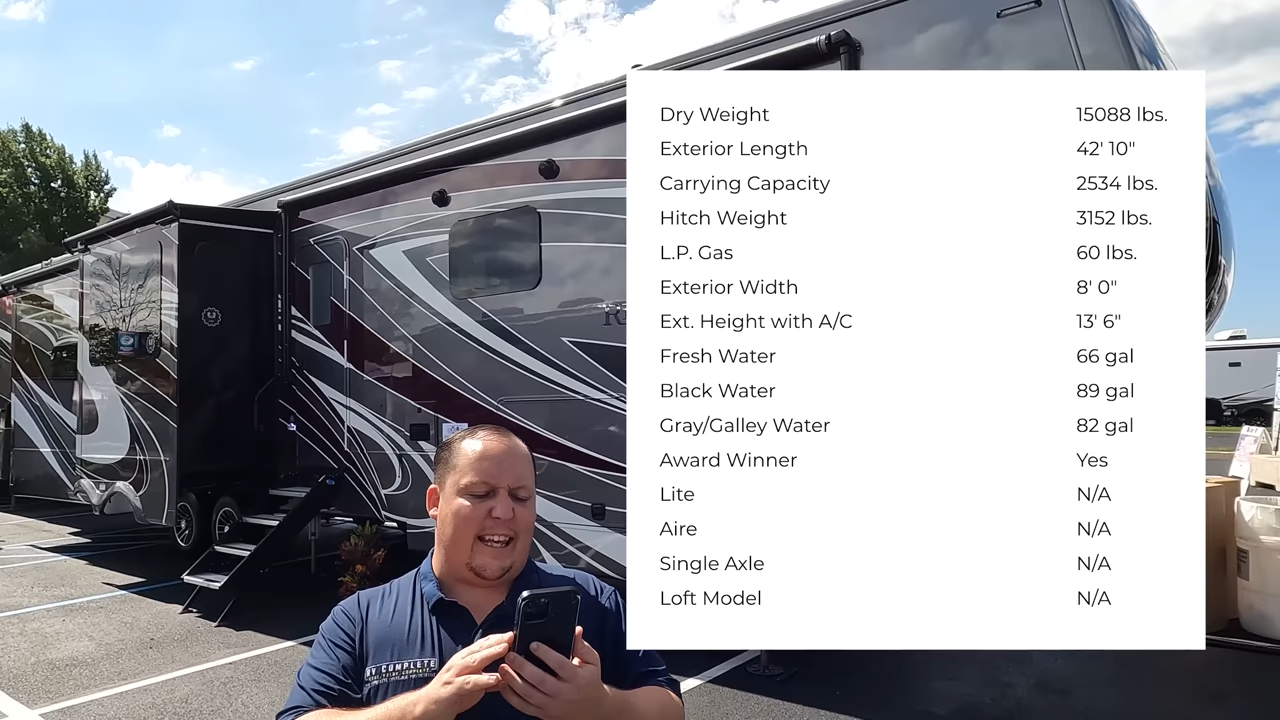 Dry Weight 15088 lbs.
Exterior Length 42' 10"
Carrying Capacity 2534 lbs.
Hitch Weight 3152 lbs.
L.P. Gas 60 lbs.
Exterior Width 8' 0"
Ext. Height with A/C 13' 6"
Fresh Water 66 gal
Black Water 89 gal
Gray/Galley Water 82 gal
Award Winner Yes
Lite N/A
Aire N/A
Single Axle N/A
Loft Model N/A
RV COMPLETE